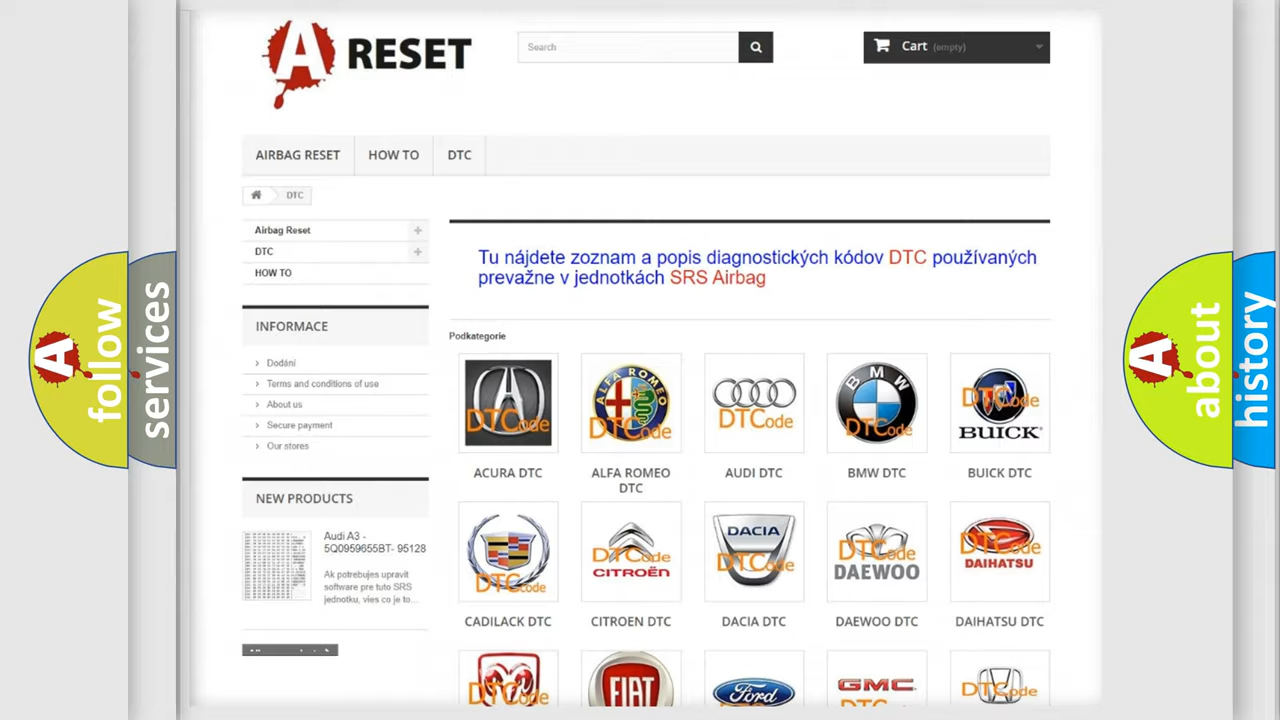 A RESET
Search
Cart (empty)
AIRBAG RESET
HOW TO
DTC
DTC
Airbag Reset
DTC
HOW TO
Tu nájdete zoznam a popis diagnostických kódov DTC používaných
prevažne v jednotkách SRS Airbag
INFORMACE
Dodání
Terms and conditions of use
About us
Secure payment
Our stores
NEW PRODUCTS
Audi A3 -
5Q0959655BT- 95128
Ak potrebujes upravit
software pre tuto SRS
jednotku, vies co je to...
Podkategorie
DTCode
ALFA ROMEO
DTCode
DTCode
BMW
DTCode
DTCode
BUICK
ACURA DTC
ALFA ROMEO
DTC
AUDI DTC
BMW DTC
BUICK DTC
DTCode
DTCode
CITROËN
DACIA
DTCode
DTCode
DAEWOO
DTCode
DAIHATSU
CADILACK DTC
CITROEN DTC
DACIA DTC
DAEWOO DTC
DAIHATSU DTC
DTCode
FIAT
Ford
GMC
DTCode
A follow
services
A about
history